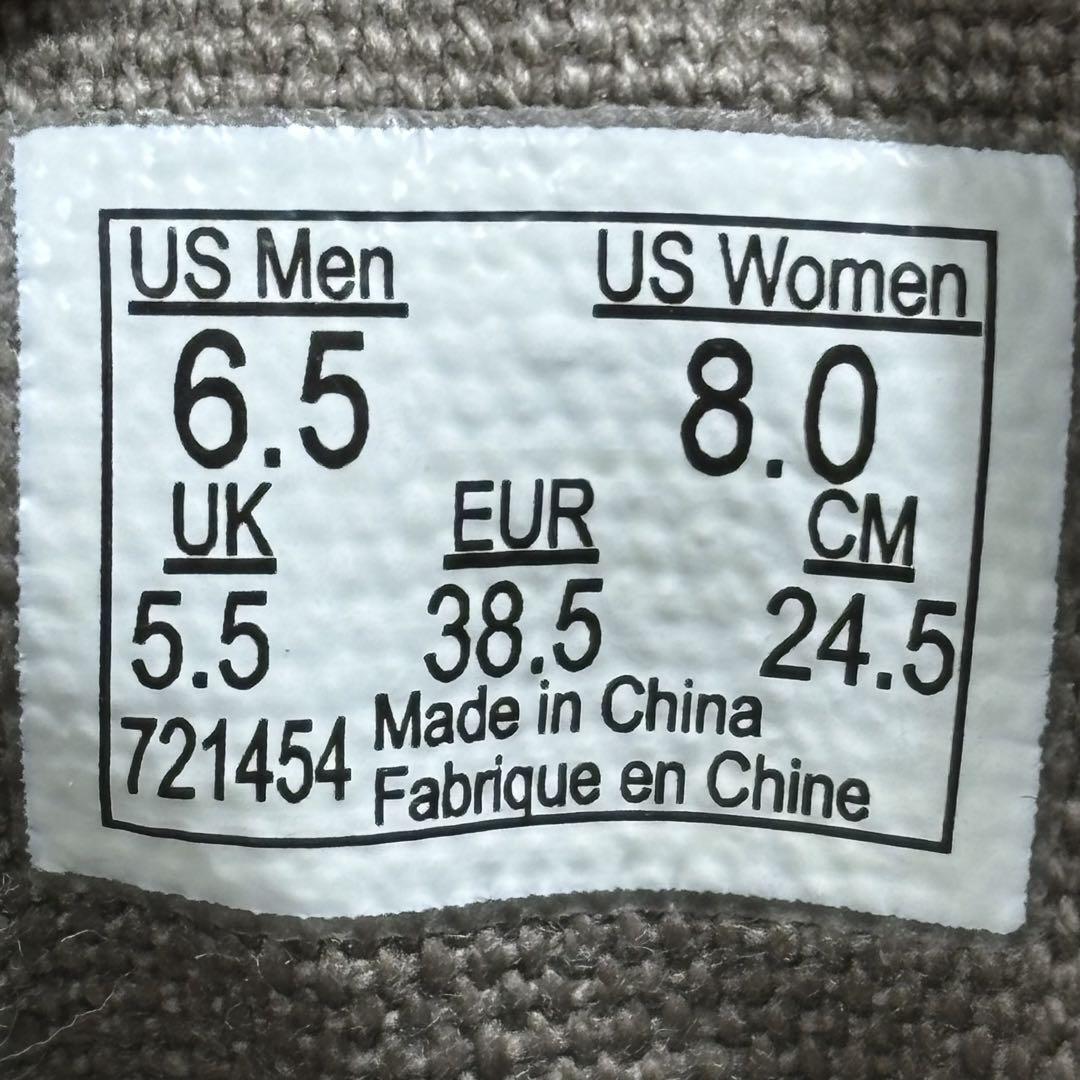 US Men US Women
6.5 8.0
UK EUR CM
5.5 38.5 24.5
721454 Made in China
Fabrique en Chine